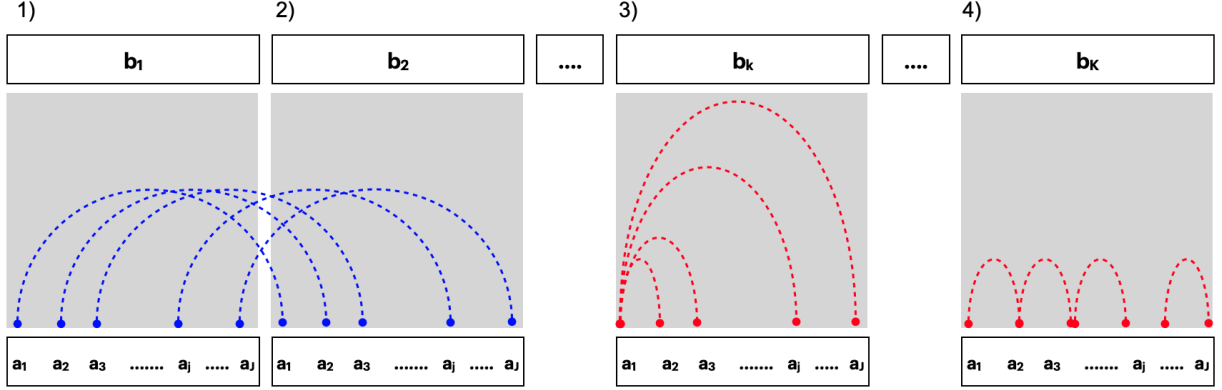 1) 2) 3) 4)
b₁ b₂ .... bₖ .... b_K
a₁ a₂ a₃ ....... aⱼ ..... a_J a₁ a₂ a₃ ....... aⱼ ..... a_J a₁ a₂ a₃ ....... aⱼ ..... a_J a₁ a₂ a₃ ....... aⱼ ..... a_J